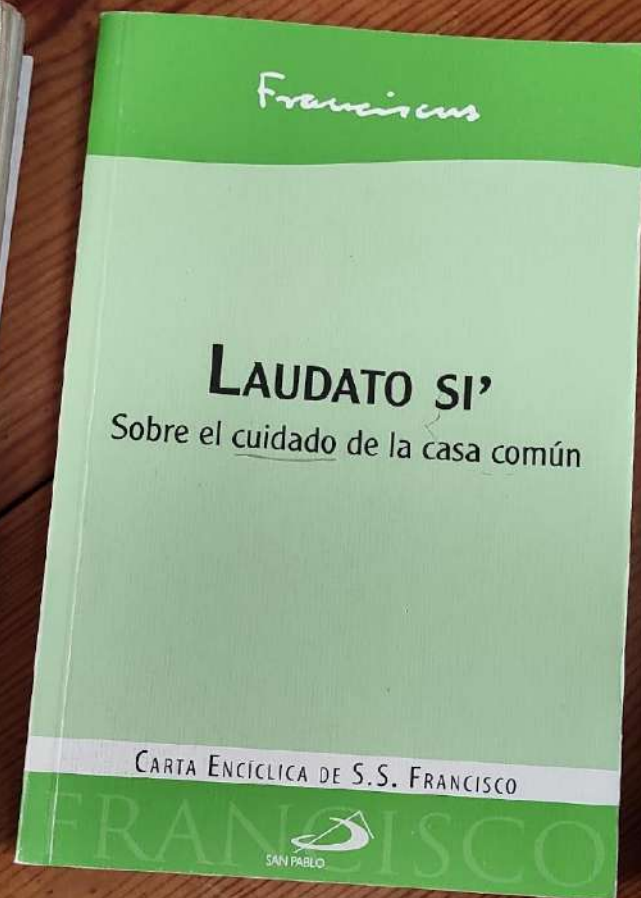 Franciscus
LAUDATO SI’
Sobre el cuidado de la casa común
CARTA ENCÍCLICA DE S.S. FRANCISCO
FRANCISCO
SAN PABLO